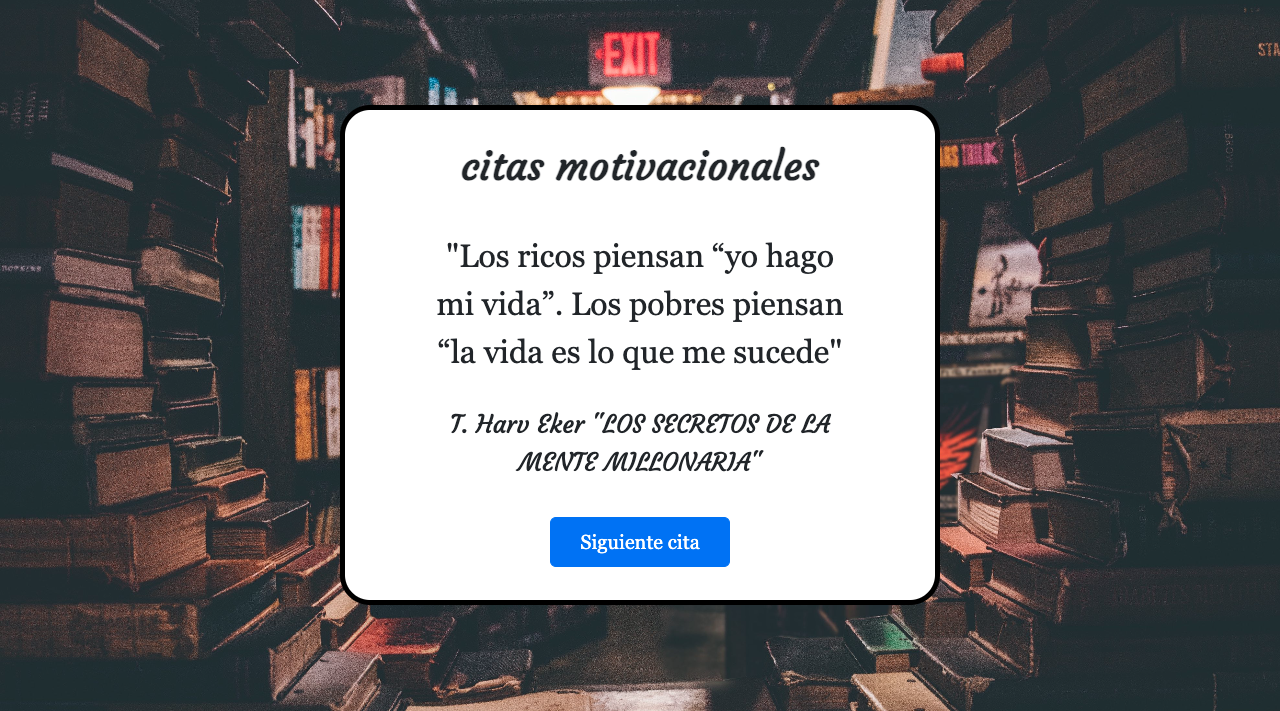 EXIT
STA
citas motivacionales
"Los ricos piensan “yo hago
mi vida”. Los pobres piensan
“la vida es lo que me sucede"
T. Harv Eker "LOS SECRETOS DE LA
MENTE MILLONARIA"
Siguiente cita